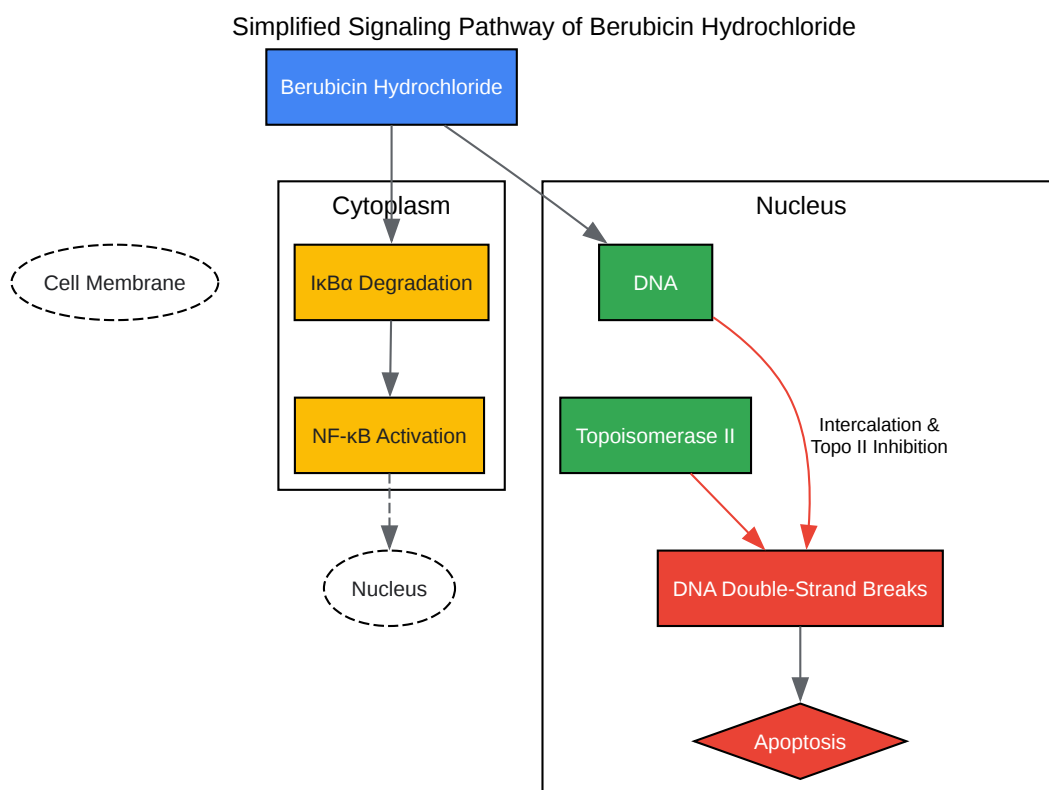 Simplified Signaling Pathway of Berubicin Hydrochloride
Berubicin Hydrochloride
Cytoplasm
Nucleus
Cell Membrane
IκBα Degradation
DNA
NF-κB Activation
Topoisomerase II
Intercalation &
Topo II Inhibition
Nucleus
DNA Double-Strand Breaks
Apoptosis